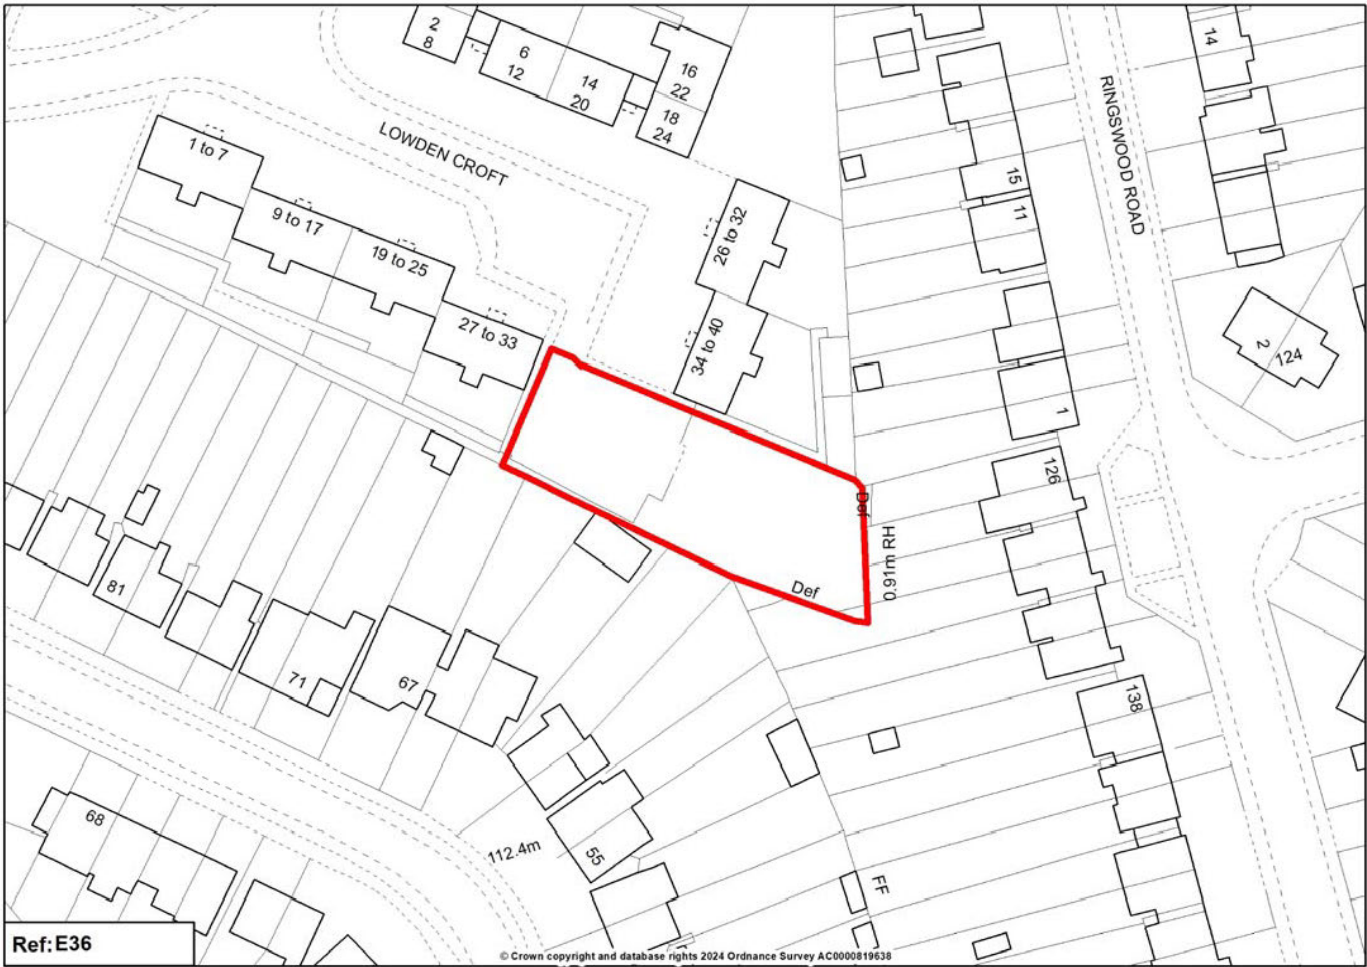 2
8
6
12
14
20
16
22
18
24
14
RINGSWOOD ROAD
LOWDEN CROFT
1 to 7
9 to 17
19 to 25
27 to 33
26 to 32
34 to 40
15
11
1
2
124
126
Def
0.91m RH
Def
81
71
67
138
68
55
112.4m
FF
Ref:E36
© Crown copyright and database rights 2024 Ordnance Survey AC0000819638